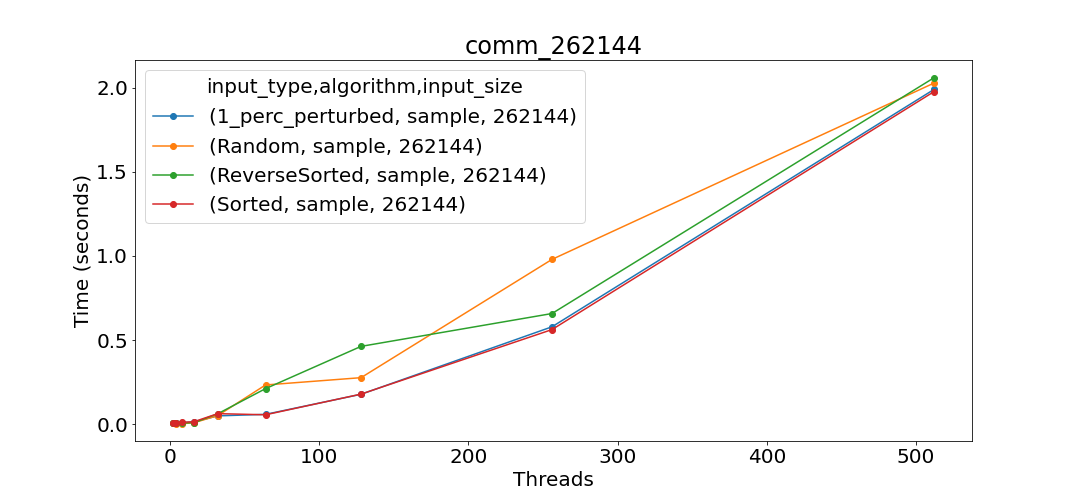 comm_262144
input_type,algorithm,input_size
(1_perc_perturbed, sample, 262144)
(Random, sample, 262144)
(ReverseSorted, sample, 262144)
(Sorted, sample, 262144)
Time (seconds)
2.0
1.5
1.0
0.5
0.0
0 100 200 300 400 500
Threads